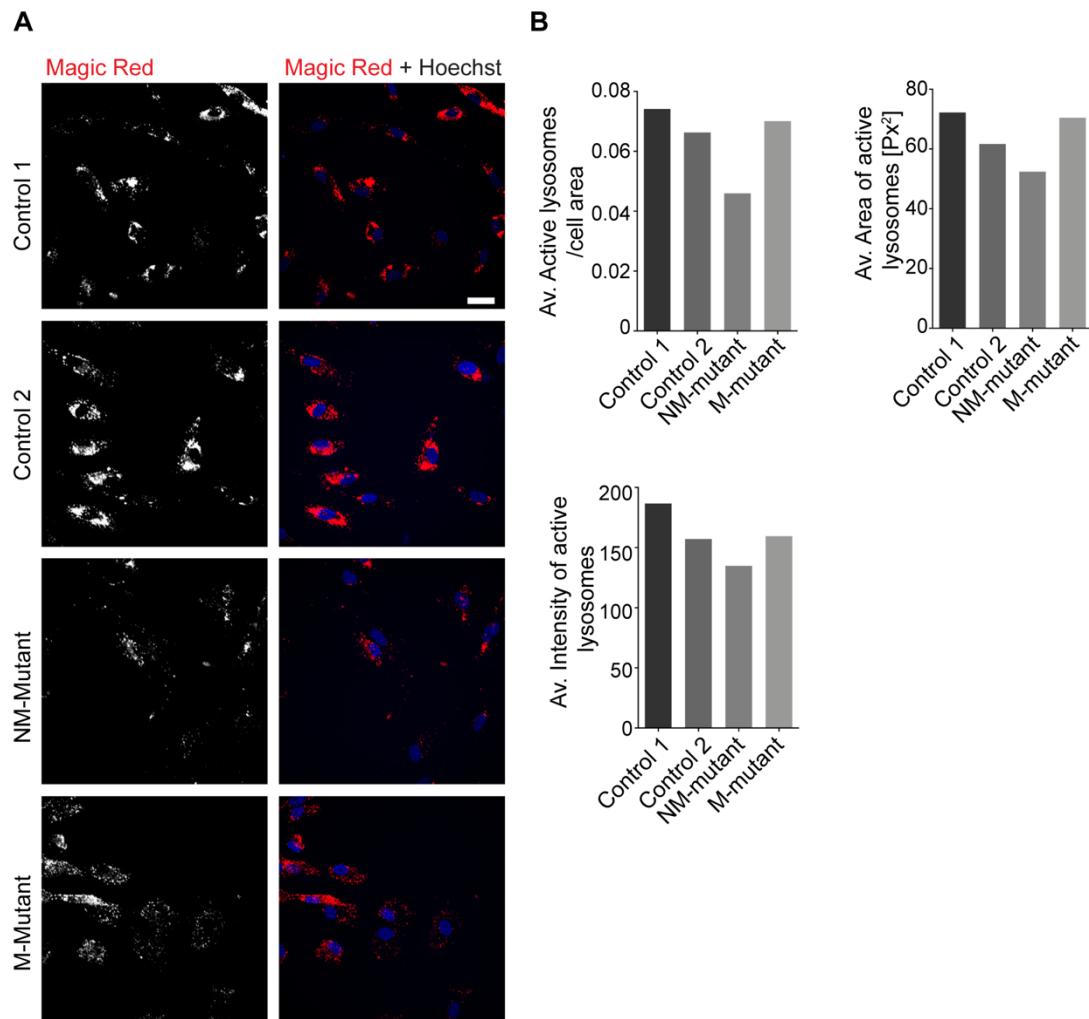 A
Magic Red
Magic Red + Hoechst
Control 1
Control 2
NM-Mutant
M-Mutant
B
Av. Active lysosomes
/cell area
0.08
0.06
0.04
0.02
0
Control 1
Control 2
NM-mutant
M-mutant
Av. Area of active
lysosomes [Px²]
80
60
40
20
0
Control 1
Control 2
NM-mutant
M-mutant
Av. Intensity of active
lysosomes
200
150
100
50
0
Control 1
Control 2
NM-mutant
M-mutant